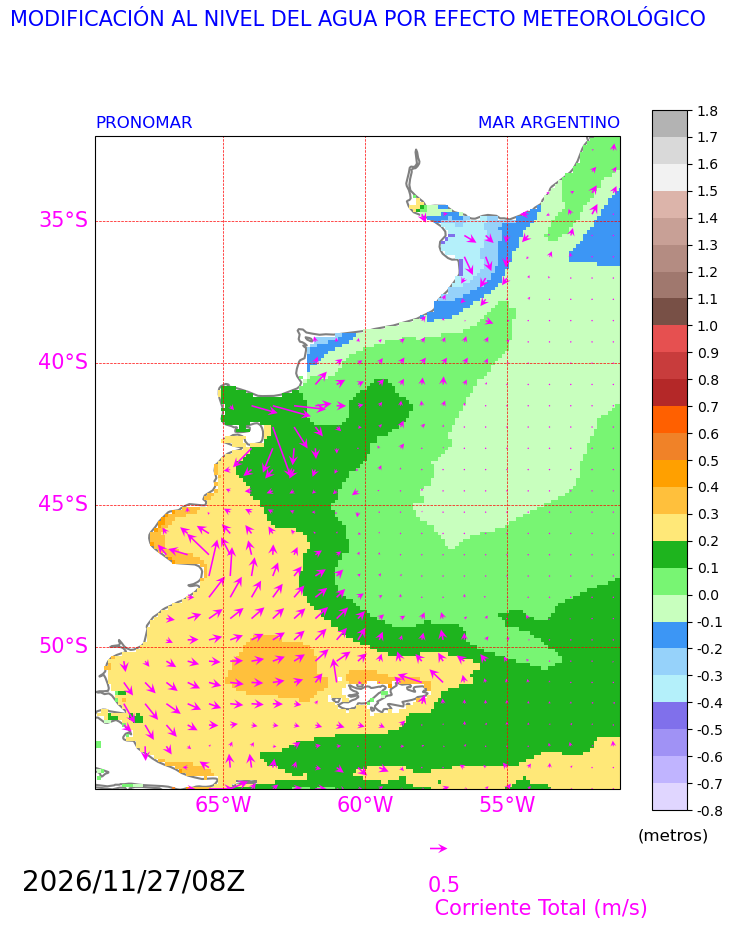 MODIFICACIÓN AL NIVEL DEL AGUA POR EFECTO METEOROLÓGICO
PRONOMAR
MAR ARGENTINO
35°S
40°S
45°S
50°S
65°W
60°W
55°W
1.8
1.7
1.6
1.5
1.4
1.3
1.2
1.1
1.0
0.9
0.8
0.7
0.6
0.5
0.4
0.3
0.2
0.1
0.0
-0.1
-0.2
-0.3
-0.4
-0.5
-0.6
-0.7
-0.8
(metros)
2026/11/27/08Z
0.5
Corriente Total (m/s)